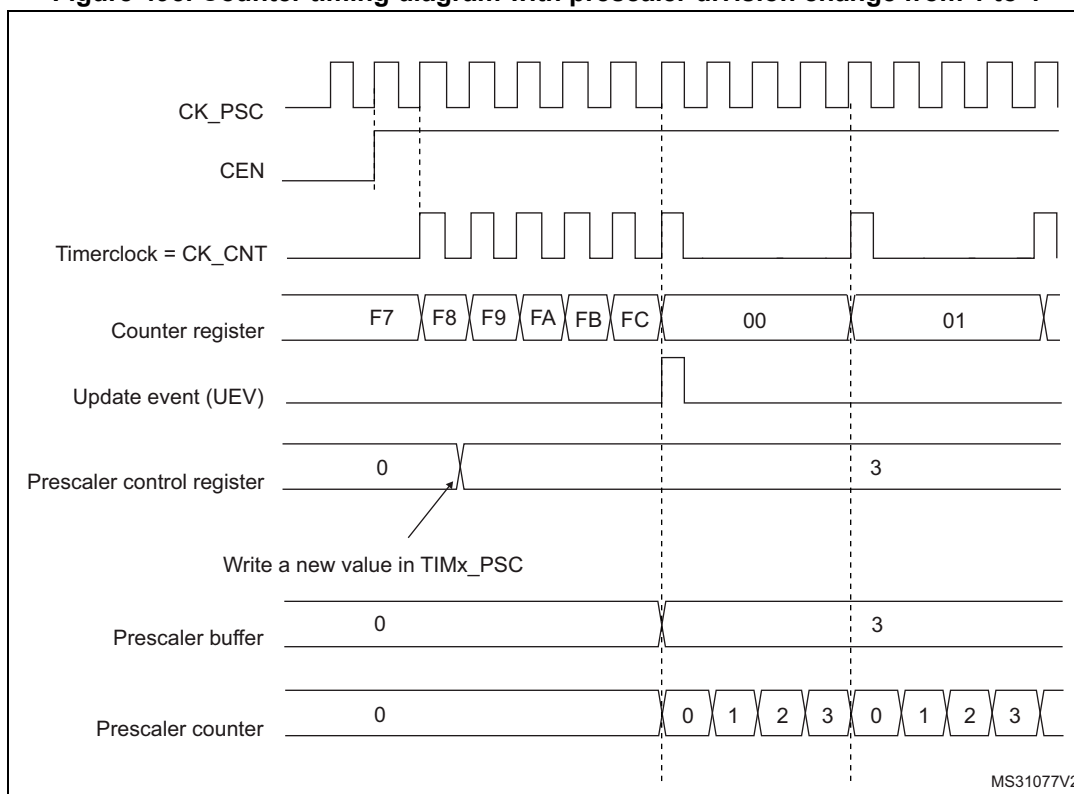 CK_PSC
CEN
Timerclock = CK_CNT
Counter register
F7 F8 F9 FA FB FC 00 01
Update event (UEV)
Prescaler control register
0 3
Write a new value in TIMx_PSC
Prescaler buffer
0 3
Prescaler counter
0 0 1 2 3 0 1 2 3
MS31077V2